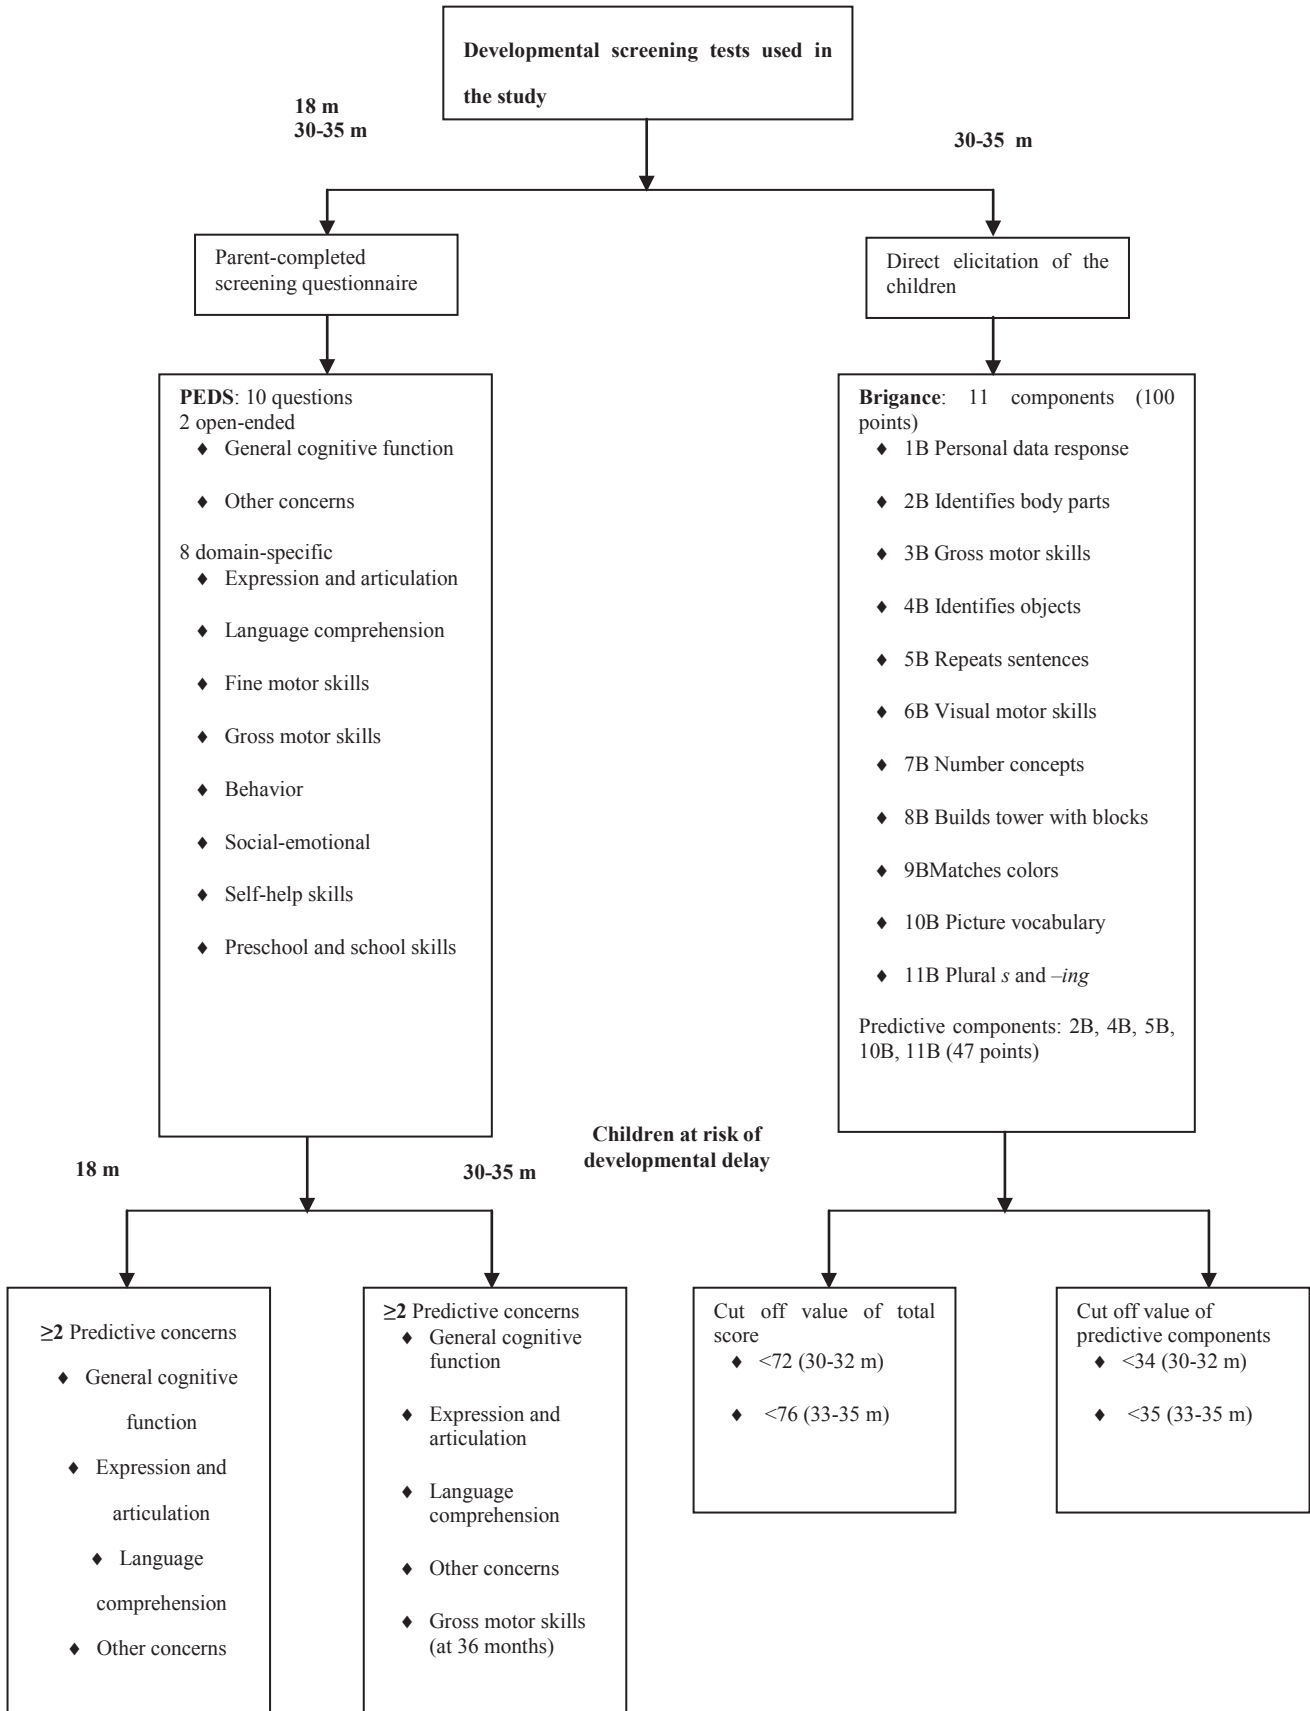 Developmental screening tests used in
the study
18 m
30-35 m
30-35 m
Parent-completed
screening questionnaire
Direct elicitation of the
children
PEDS: 10 questions
2 open-ended
♦ General cognitive function
♦ Other concerns
8 domain-specific
♦ Expression and articulation
♦ Language comprehension
♦ Fine motor skills
♦ Gross motor skills
♦ Behavior
♦ Social-emotional
♦ Self-help skills
♦ Preschool and school skills
Brigance: 11 components (100
points)
♦ 1B Personal data response
♦ 2B Identifies body parts
♦ 3B Gross motor skills
♦ 4B Identifies objects
♦ 5B Repeats sentences
♦ 6B Visual motor skills
♦ 7B Number concepts
♦ 8B Builds tower with blocks
♦ 9BMatches colors
♦ 10B Picture vocabulary
♦ 11B Plural s and –ing
Predictive components: 2B, 4B, 5B,
10B, 11B (47 points)
Children at risk of
developmental delay
18 m
30-35 m
≥2 Predictive concerns
♦ General cognitive
function
♦ Expression and
articulation
♦ Language
comprehension
♦ Other concerns
≥2 Predictive concerns
♦ General cognitive
function
♦ Expression and
articulation
♦ Language
comprehension
♦ Other concerns
♦ Gross motor skills
(at 36 months)
Cut off value of total
score
♦ <72 (30-32 m)
♦ <76 (33-35 m)
Cut off value of
predictive components
♦ <34 (30-32 m)
♦ <35 (33-35 m)